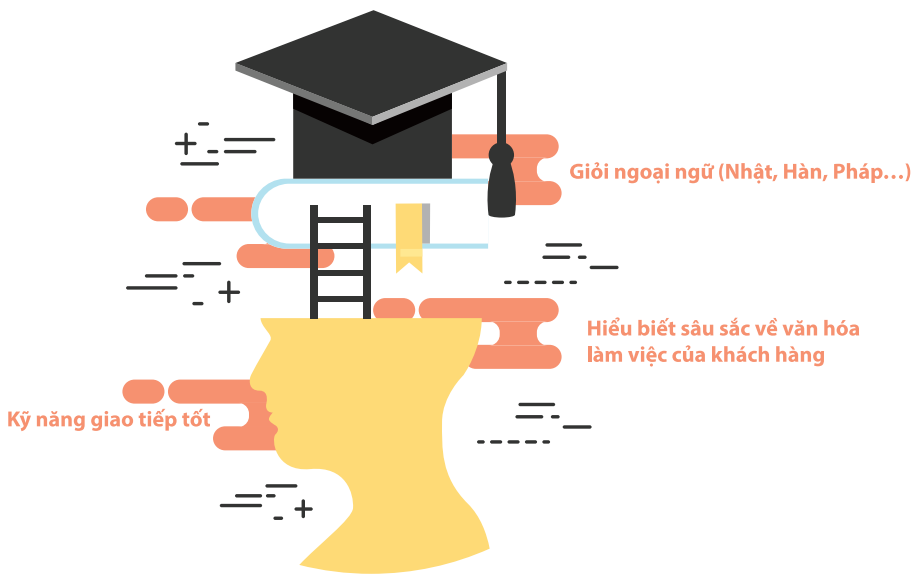 Giỏi ngoại ngữ (Nhật, Hàn, Pháp...)
Hiểu biết sâu sắc về văn hóa
làm việc của khách hàng
Kỹ năng giao tiếp tốt